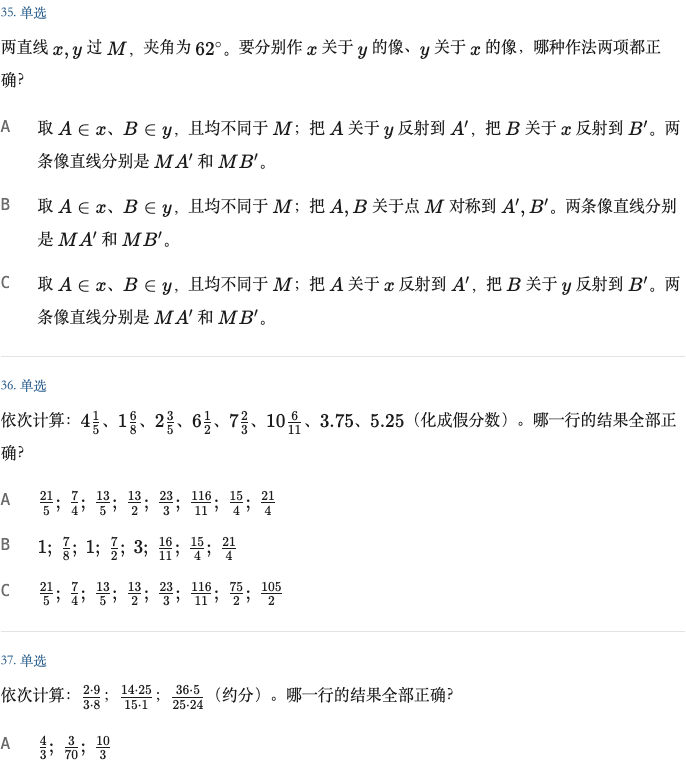 35. 单选
两直线 x, y 过 M，夹角为 62°。要分别作 x 关于 y 的像、y 关于 x 的像，哪种作法两项都正
确?
A 取 A ∈ x、B ∈ y，且均不同于 M；把 A 关于 y 反射到 A′，把 B 关于 x 反射到 B′。两
条像直线分别是 MA′ 和 MB′。
B 取 A ∈ x、B ∈ y，且均不同于 M；把 A, B 关于点 M 对称到 A′, B′。两条像直线分别
是 MA′ 和 MB′。
C 取 A ∈ x、B ∈ y，且均不同于 M；把 A 关于 x 反射到 A′，把 B 关于 y 反射到 B′。两
条像直线分别是 MA′ 和 MB′。
36. 单选
依次计算：4 1/5、1 6/8、2 3/5、6 1/2、7 2/3、10 6/11、3.75、5.25（化成假分数）。哪一行的结果全部正
确?
A 21/5; 7/4; 13/5; 13/2; 23/3; 116/11; 15/4; 21/4
B 1; 7/8; 1; 7/2; 3; 16/11; 15/4; 21/4
C 21/5; 7/4; 13/5; 13/2; 23/3; 116/11; 75/2; 105/2
37. 单选
依次计算：2·9/3·8；14·25/15·1；36·5/25·24（约分）。哪一行的结果全部正确?
A 4/3; 3/70; 10/3